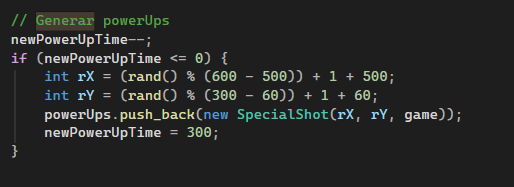 // Generar powerUps
newPowerUpTime--;
if (newPowerUpTime <= 0) {
    int rX = (rand() % (600 - 500)) + 1 + 500;
    int rY = (rand() % (300 - 60)) + 1 + 60;
    powerUps.push_back(new SpecialShot(rX, rY, game));
    newPowerUpTime = 300;
}